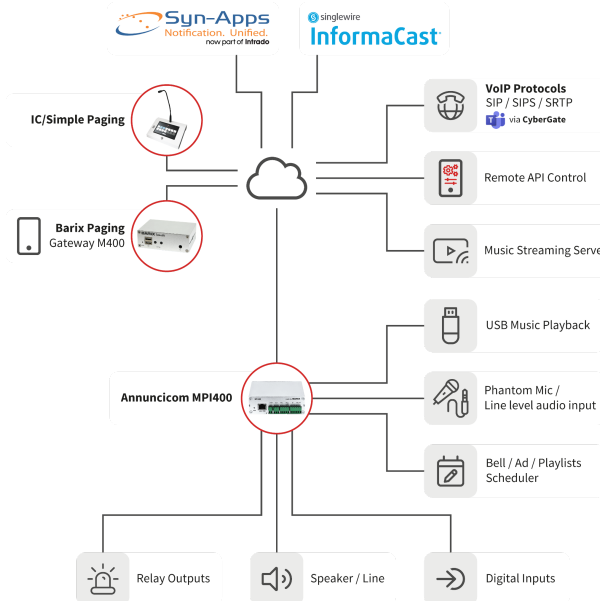 Syn-Apps
Notification. Unified.
now part of Intrado
singlewire
InformaCast
IC/Simple Paging
VoIP Protocols
SIP / SIPS / SRTP
via CyberGate
Remote API Control
Barix Paging
Gateway M400
Music Streaming Serve
USB Music Playback
Annuncicom MPI400
Phantom Mic /
Line level audio input
Bell / Ad / Playlists
Scheduler
Relay Outputs
Speaker / Line
Digital Inputs